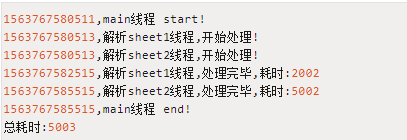 1563767580511,main线程 start!
1563767580513,解析sheet1线程,开始处理!
1563767580513,解析sheet2线程,开始处理!
1563767582515,解析sheet1线程,处理完毕,耗时:2002
1563767585515,解析sheet2线程,处理完毕,耗时:5002
1563767585515,main线程 end!
总耗时:5003